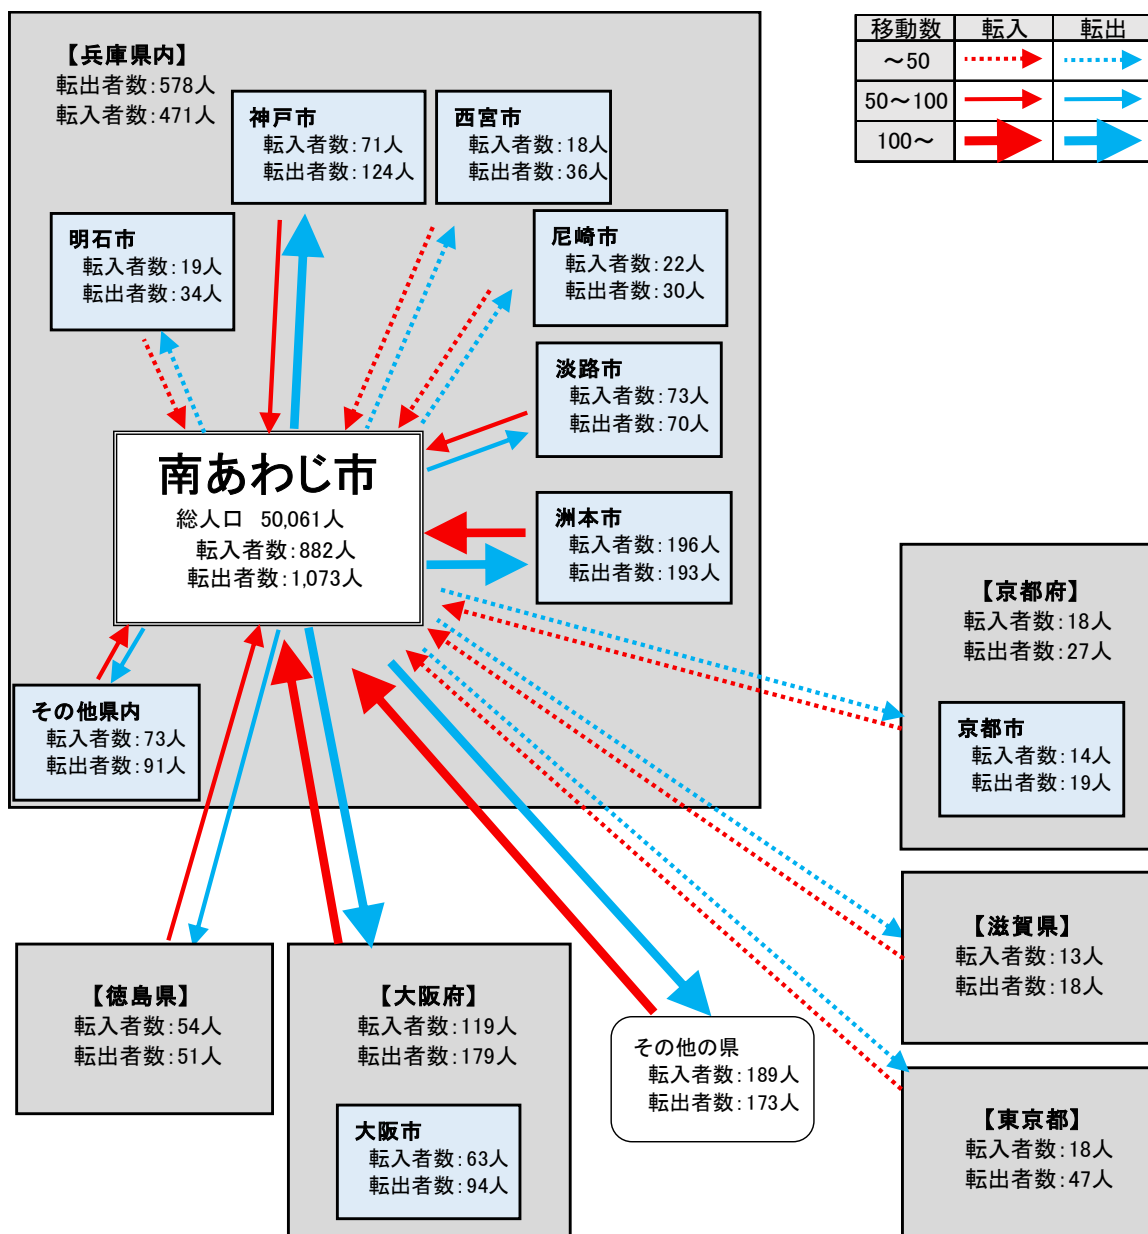 【兵庫県内】
転出者数:578人
転入者数:471人
移動数 転入 転出
～50
50～100
100～
神戸市
転入者数:71人
転出者数:124人
西宮市
転入者数:18人
転出者数:36人
明石市
転入者数:19人
転出者数:34人
尼崎市
転入者数:22人
転出者数:30人
淡路市
転入者数:73人
転出者数:70人
南あわじ市
総人口 50,061人
転入者数:882人
転出者数:1,073人
洲本市
転入者数:196人
転出者数:193人
その他県内
転入者数:73人
転出者数:91人
【京都府】
転入者数:18人
転出者数:27人
京都市
転入者数:14人
転出者数:19人
【滋賀県】
転入者数:13人
転出者数:18人
【徳島県】
転入者数:54人
転出者数:51人
【大阪府】
転入者数:119人
転出者数:179人
大阪市
転入者数:63人
転出者数:94人
その他の県
転入者数:189人
転出者数:173人
【東京都】
転入者数:18人
転出者数:47人